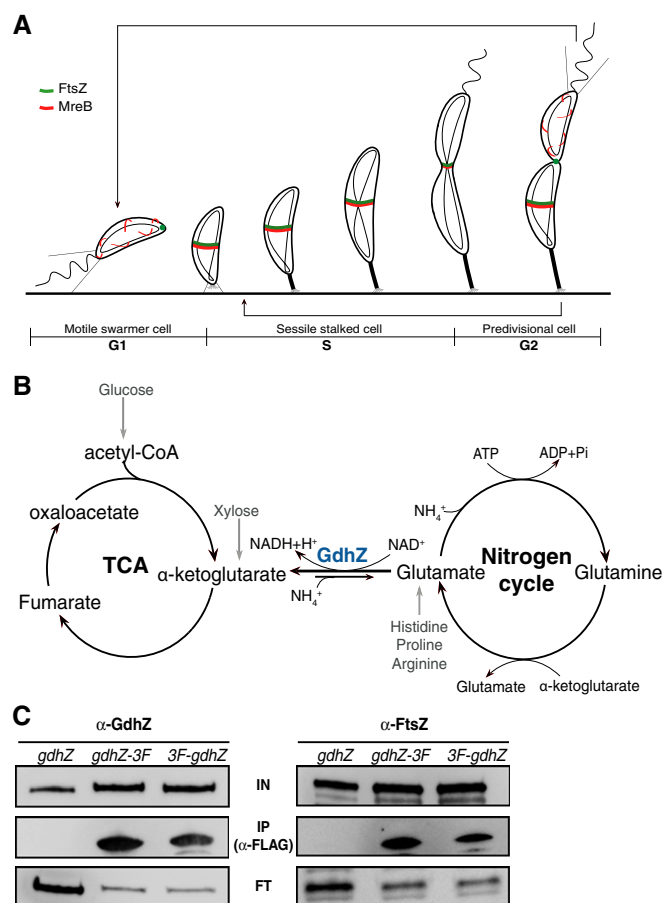 A
FtsZ
MreB
Motile swarmer cell
Sessile stalked cell
Predivisional cell
G1
S
G2
B
Glucose
acetyl-CoA
ATP
ADP+Pi
oxaloacetate
Xylose
NH₄⁺
NADH+H⁺
GdhZ
NAD⁺
TCA
α-ketoglutarate
Glutamate
Nitrogen
cycle
Glutamine
Fumarate
NH₄⁺
Histidine
Proline
Arginine
Glutamate
α-ketoglutarate
C
α-GdhZ
α-FtsZ
gdhZ gdhZ-3F 3F-gdhZ
gdhZ gdhZ-3F 3F-gdhZ
IN
IP
(α-FLAG)
FT